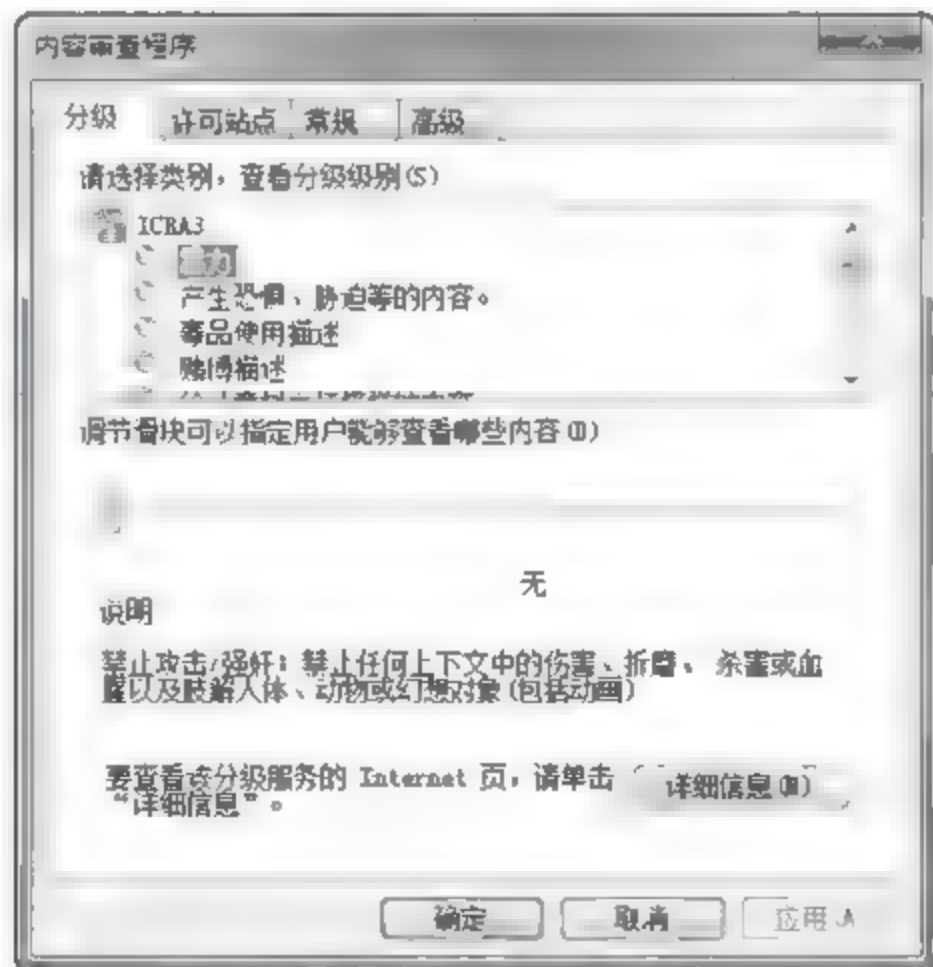 内容审查程序
分级 许可站点 常规 高级
请选择类别，查看分级级别(S)
ICRA3
暴力
产生恐惧、胁迫等的内容。
毒品使用描述
赌博描述
调节滑块可以指定用户能够查看哪些内容(I)
无
说明
禁止攻击/强奸；禁止任何上下文中的伤害、折磨、杀害或血
腥以及肢解人体、动物或幻想对象(包括动画)
要查看该分级服务的 Internet 页，请单击
“详细信息”。
详细信息(M)
确定 取消 应用 A